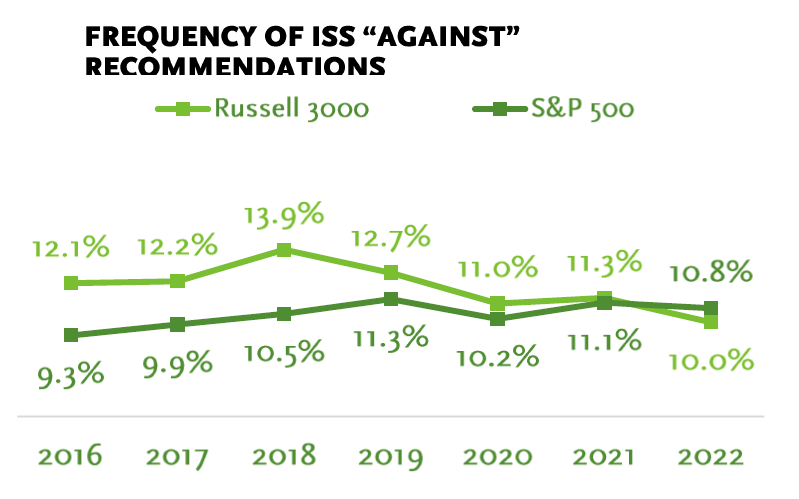 FREQUENCY OF ISS “AGAINST”
RECOMMENDATIONS
Russell 3000 S&P 500
12.1% 12.2% 13.9% 12.7% 11.0% 11.3% 10.8%
9.3% 9.9% 10.5% 11.3% 10.2% 11.1% 10.0%
2016 2017 2018 2019 2020 2021 2022